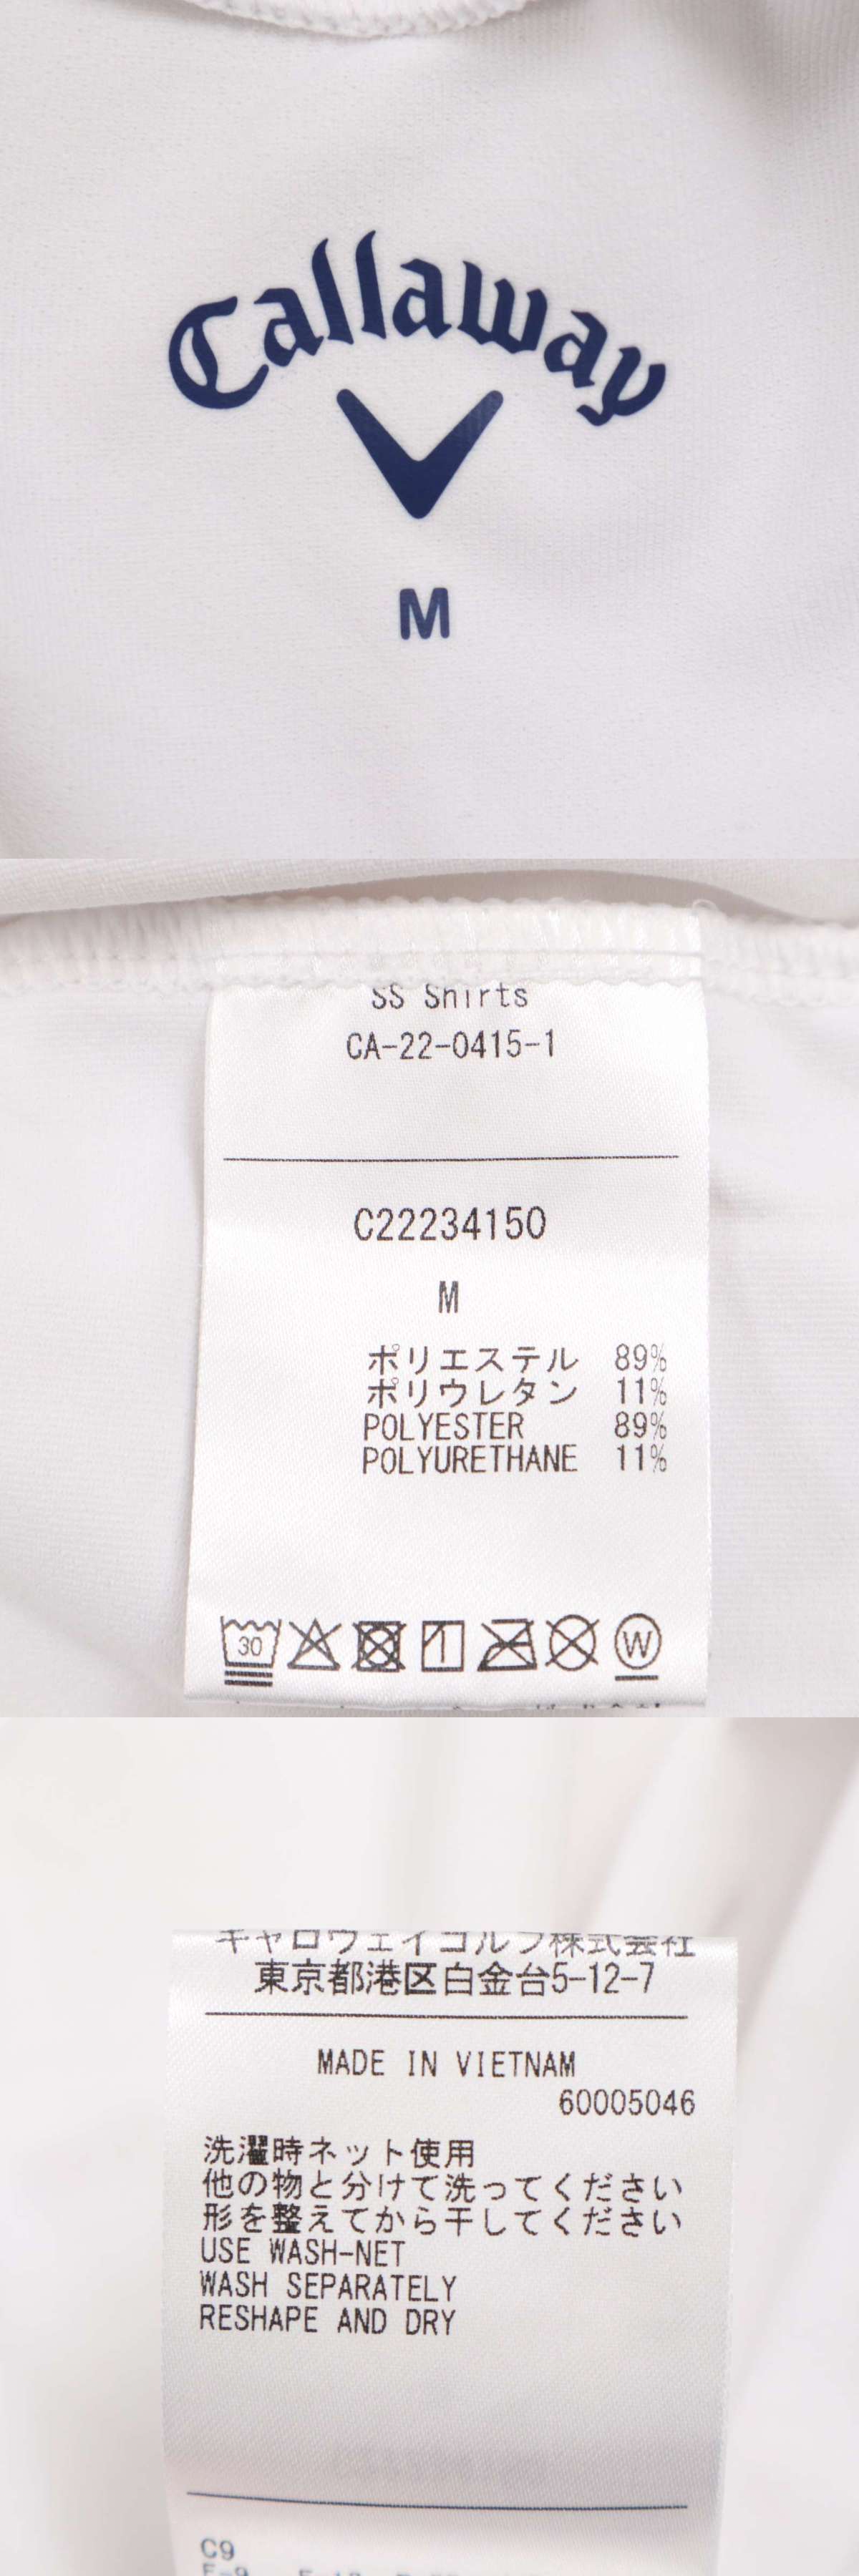 Callaway
M
SS Shirts
CA-22-0415-1
C22234150
M
ポリエステル 89%
ポリウレタン 11%
POLYESTER 89%
POLYURETHANE 11%
30
W
キャロウェイゴルフ株式会社
東京都港区白金台5-12-7
MADE IN VIETNAM
60005046
洗濯時ネット使用
他の物と分けて洗ってください
形を整えてから干してください
USE WASH-NET
WASH SEPARATELY
RESHAPE AND DRY
C9